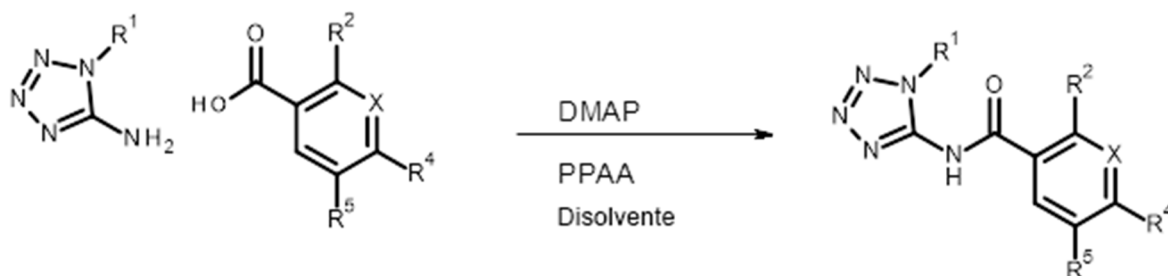 R¹
N
N
N
N
NH₂
O
HO
R²
X
R⁴
R⁵
DMAP
PPAA
Disolvente
R¹
N
N
N
N
N
H
O
R²
X
R⁴
R⁵